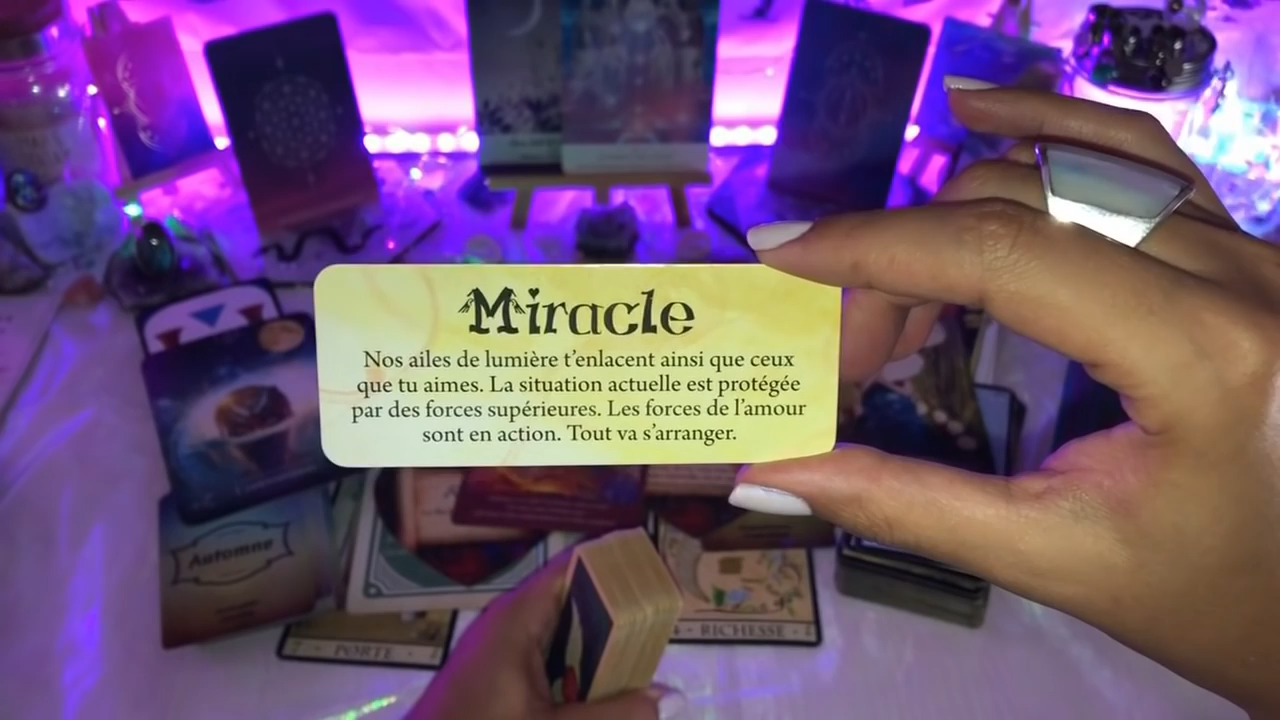 Miracle
Nos ailes de lumière t'enlacent ainsi que ceux
que tu aimes. La situation actuelle est protégée
par des forces supérieures. Les forces de l'amour
sont en action. Tout va s'arranger.
Automne
PORTE
RICHESSE